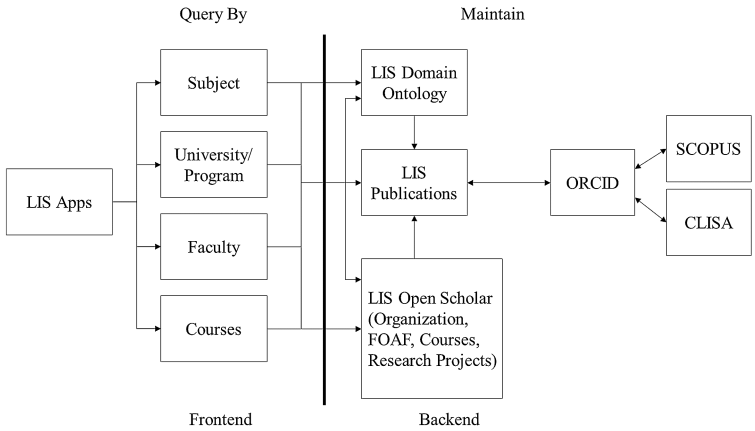 Query By
Maintain
Subject
LIS Domain
Ontology
SCOPUS
University/
Program
LIS
Publications
LIS Apps
ORCID
CLISA
Faculty
LIS Open Scholar
(Organization,
FOAF, Courses,
Research Projects)
Courses
Frontend
Backend